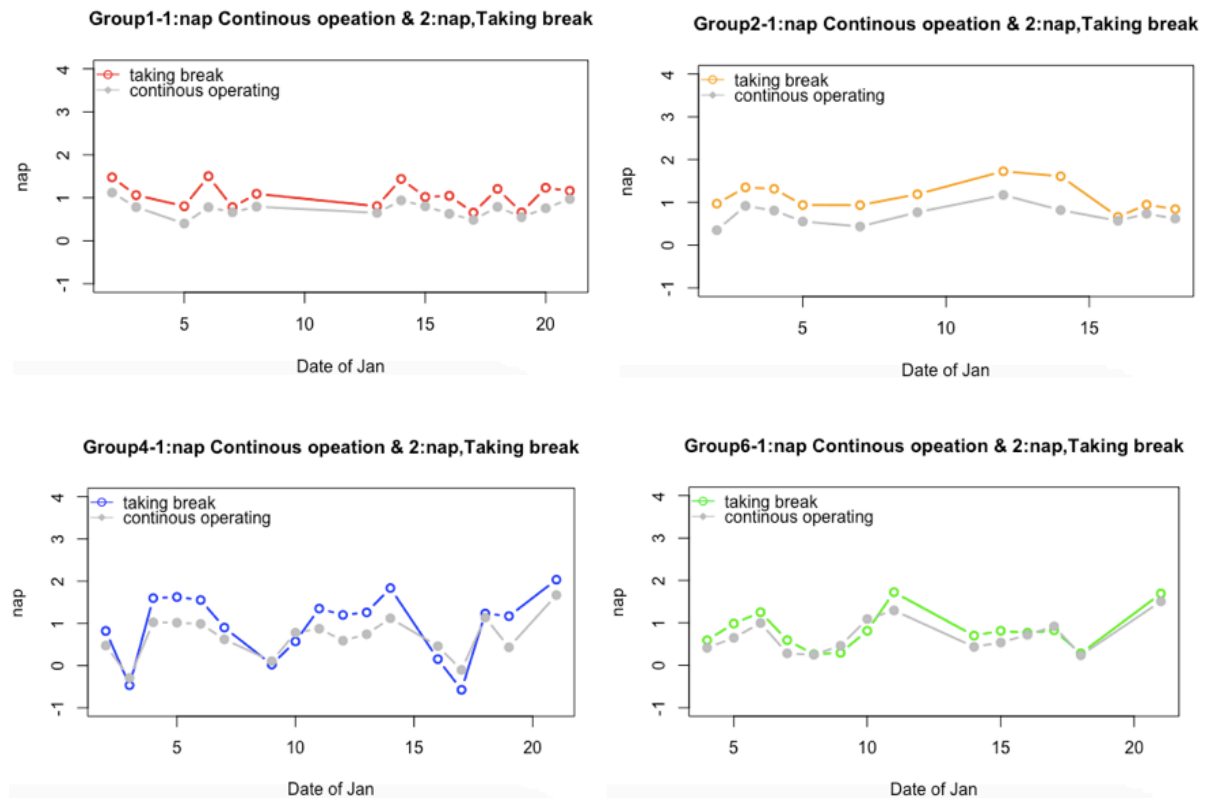 Group1-1:nap Continous opeation & 2:nap,Taking break
taking break
continous operating
4
3
2
1
0
-1
nap
5
10
15
20
Date of Jan
Group2-1:nap Continous opeation & 2:nap,Taking break
taking break
continous operating
4
3
2
1
0
-1
nap
5
10
15
Date of Jan
Group4-1:nap Continous opeation & 2:nap,Taking break
taking break
continous operating
4
3
2
1
0
-1
nap
5
10
15
20
Date of Jan
Group6-1:nap Continous opeation & 2:nap,Taking break
taking break
continous operating
4
3
2
1
0
-1
nap
5
10
15
20
Date of Jan